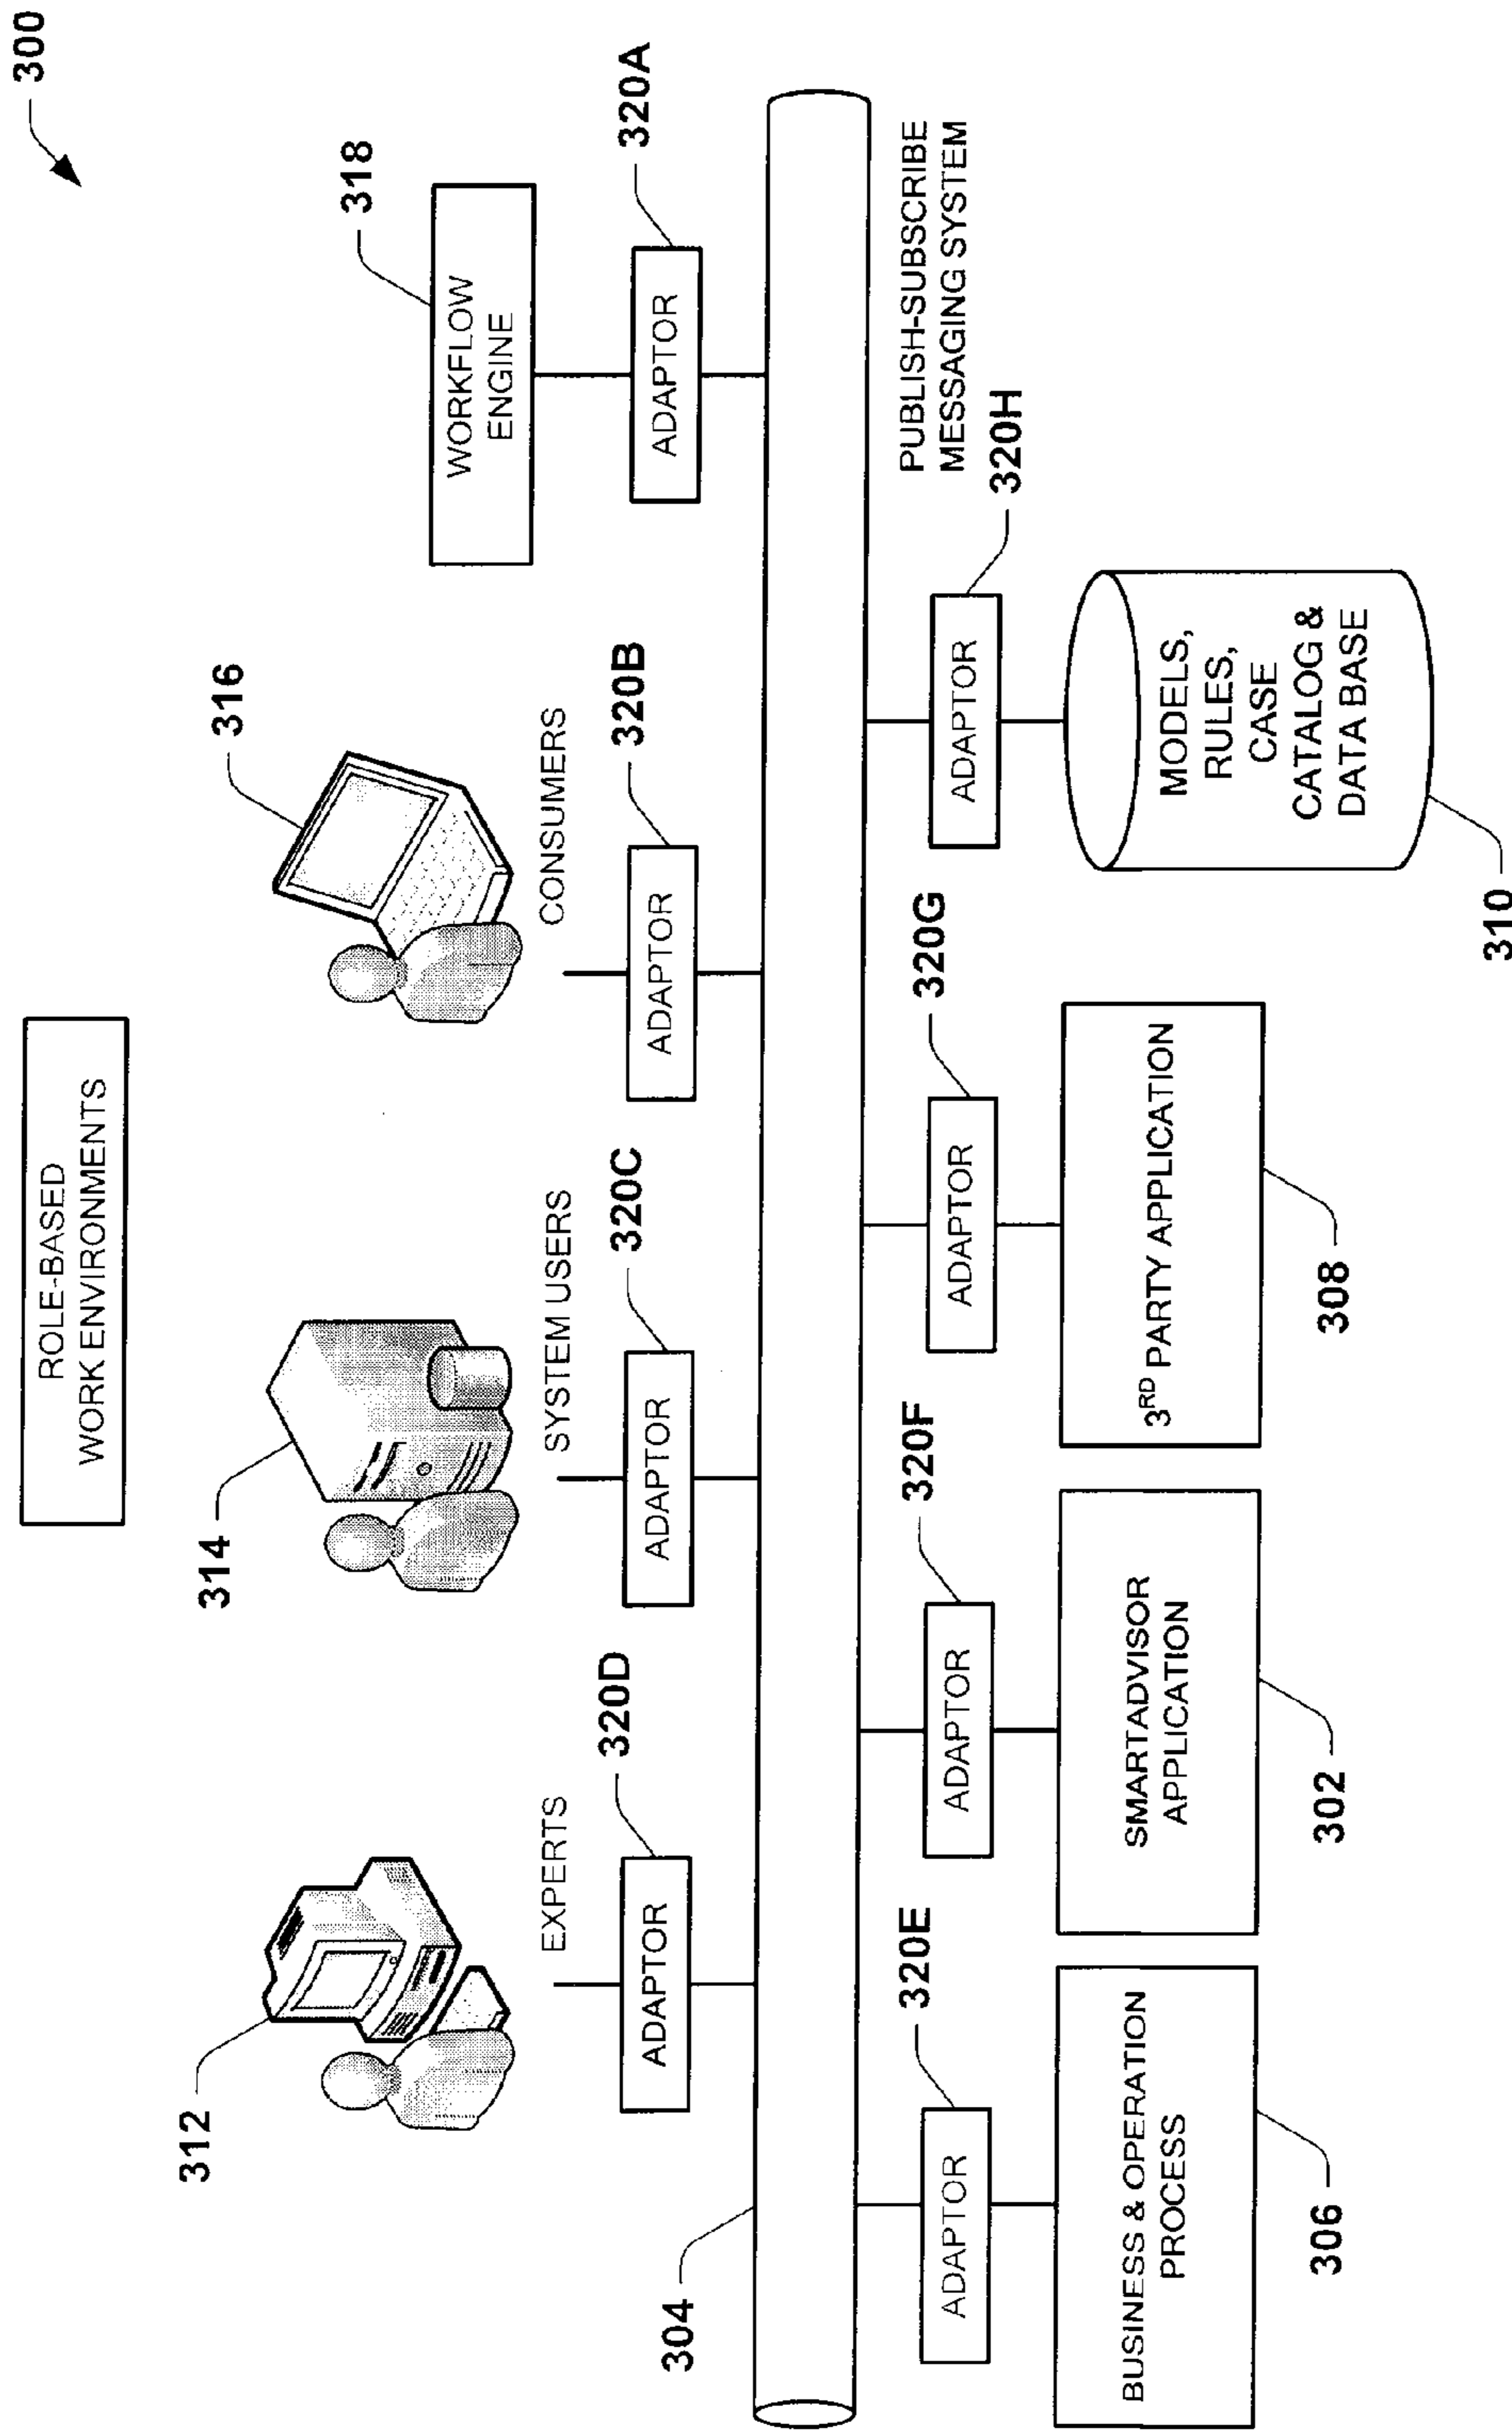 300
ROLE-BASED
WORK ENVIRONMENTS
312
314
316
318
EXPERTS
SYSTEM USERS
CONSUMERS
WORKFLOW
ENGINE
320D
320C
320B
320A
ADAPTOR
ADAPTOR
ADAPTOR
ADAPTOR
304
PUBLISH-SUBSCRIBE
MESSAGING SYSTEM
320E
320F
320G
320H
ADAPTOR
ADAPTOR
ADAPTOR
ADAPTOR
BUSINESS & OPERATION
PROCESS
SMARTADVISOR
APPLICATION
3RD PARTY APPLICATION
MODELS,
RULES,
CASE
CATALOG &
DATA BASE
306
302
308
310